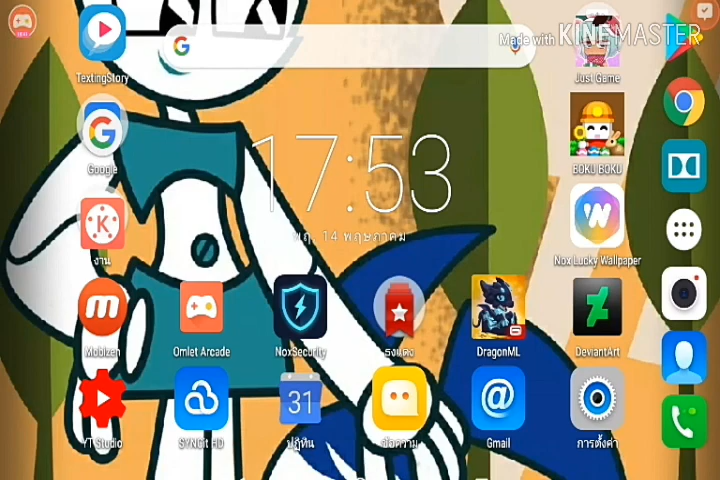 Made with KINEMASTER
TextingStory
Just Game
Google
17:53
BOKU BOKU
พฤ. 14 พฤษภาคม
งาน
Nox Lucky Wallpaper
Mobizen
Omlet Arcade
NoxSecurity
ธงแดง
DragonML
DeviantArt
31
YT Studio
SYNCit HD
ปฏิทิน
ข้อความ
Gmail
การตั้งค่า